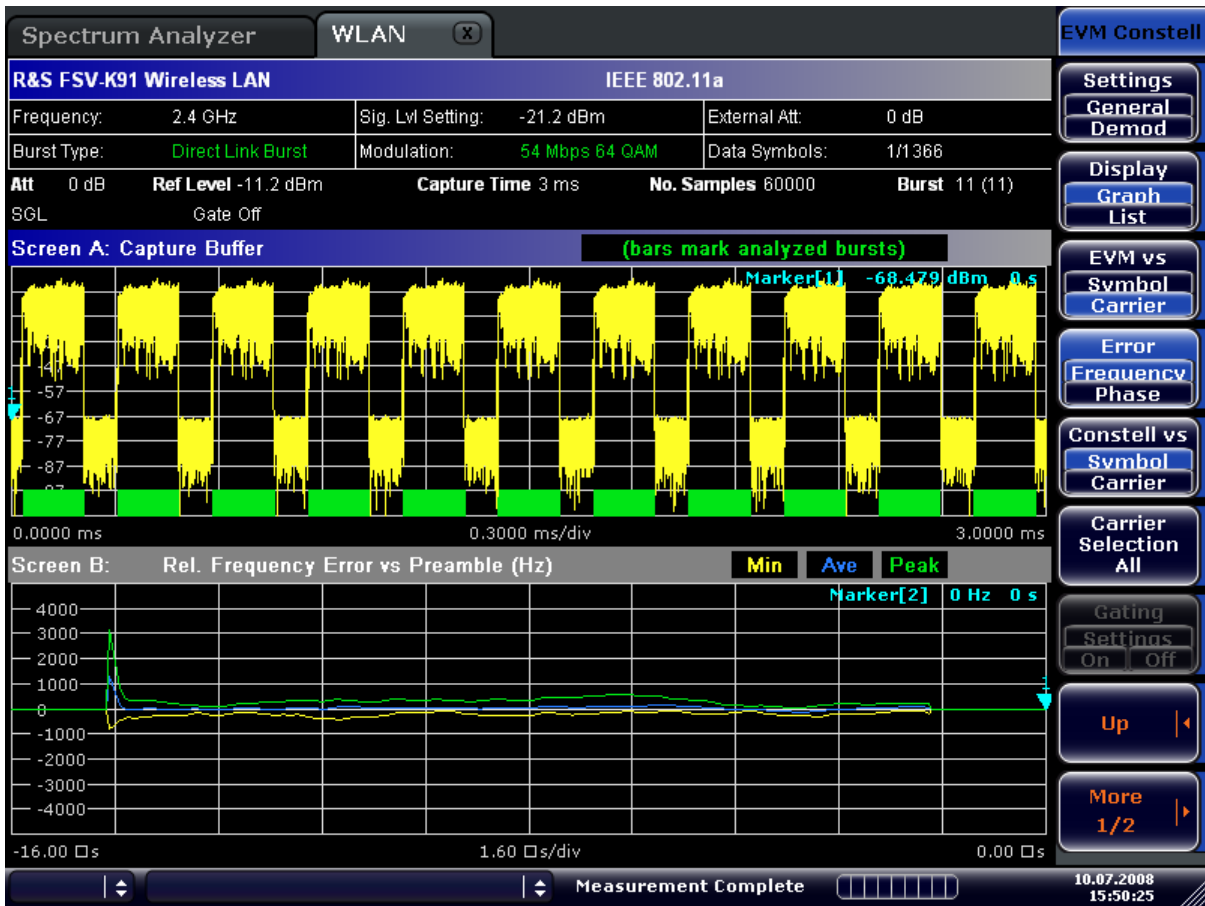 Spectrum Analyzer WLAN X
R&S FSV-K91 Wireless LAN IEEE 802.11a
Frequency: 2.4 GHz Sig. Lvl Setting: -21.2 dBm External Att: 0 dB
Burst Type: Direct Link Burst Modulation: 54 Mbps 64 QAM Data Symbols: 1/1366
Att 0 dB Ref Level -11.2 dBm Capture Time 3 ms No. Samples 60000 Burst 11 (11)
SGL Gate Off
Screen A: Capture Buffer (bars mark analyzed bursts)
Marker[1] -68.479 dBm 0 s
-47
-57
-67
-77
-87
-97
0.0000 ms 0.3000 ms/div 3.0000 ms
Screen B: Rel. Frequency Error vs Preamble (Hz) Min Ave Peak
Marker[2] 0 Hz 0 s
4000
3000
2000
1000
0
-1000
-2000
-3000
-4000
-16.00 □s 1.60 □s/div 0.00 □s
Measurement Complete
10.07.2008
15:50:25
EVM Constell
Settings
General
Demod
Display
Graph
List
EVM vs
Symbol
Carrier
Error
Frequency
Phase
Constell vs
Symbol
Carrier
Carrier
Selection
All
Gating
Settings
On Off
Up
More
1/2